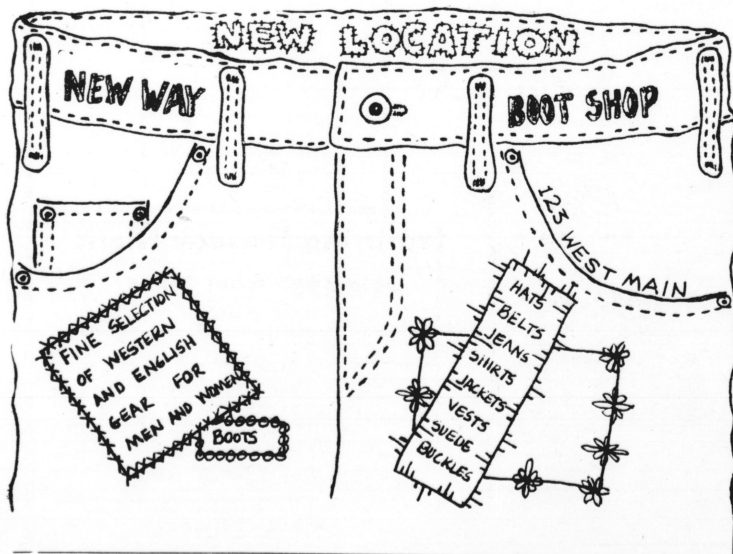 NEW LOCATION
NEW WAY
BOOT SHOP
123 WEST MAIN
FINE SELECTION
OF WESTERN
AND ENGLISH
GEAR FOR
MEN AND WOMEN
BOOTS
HATS
BELTS
JENNS
SHIRTS
JACKETS
VESTS
SUEDE
BUCKLES